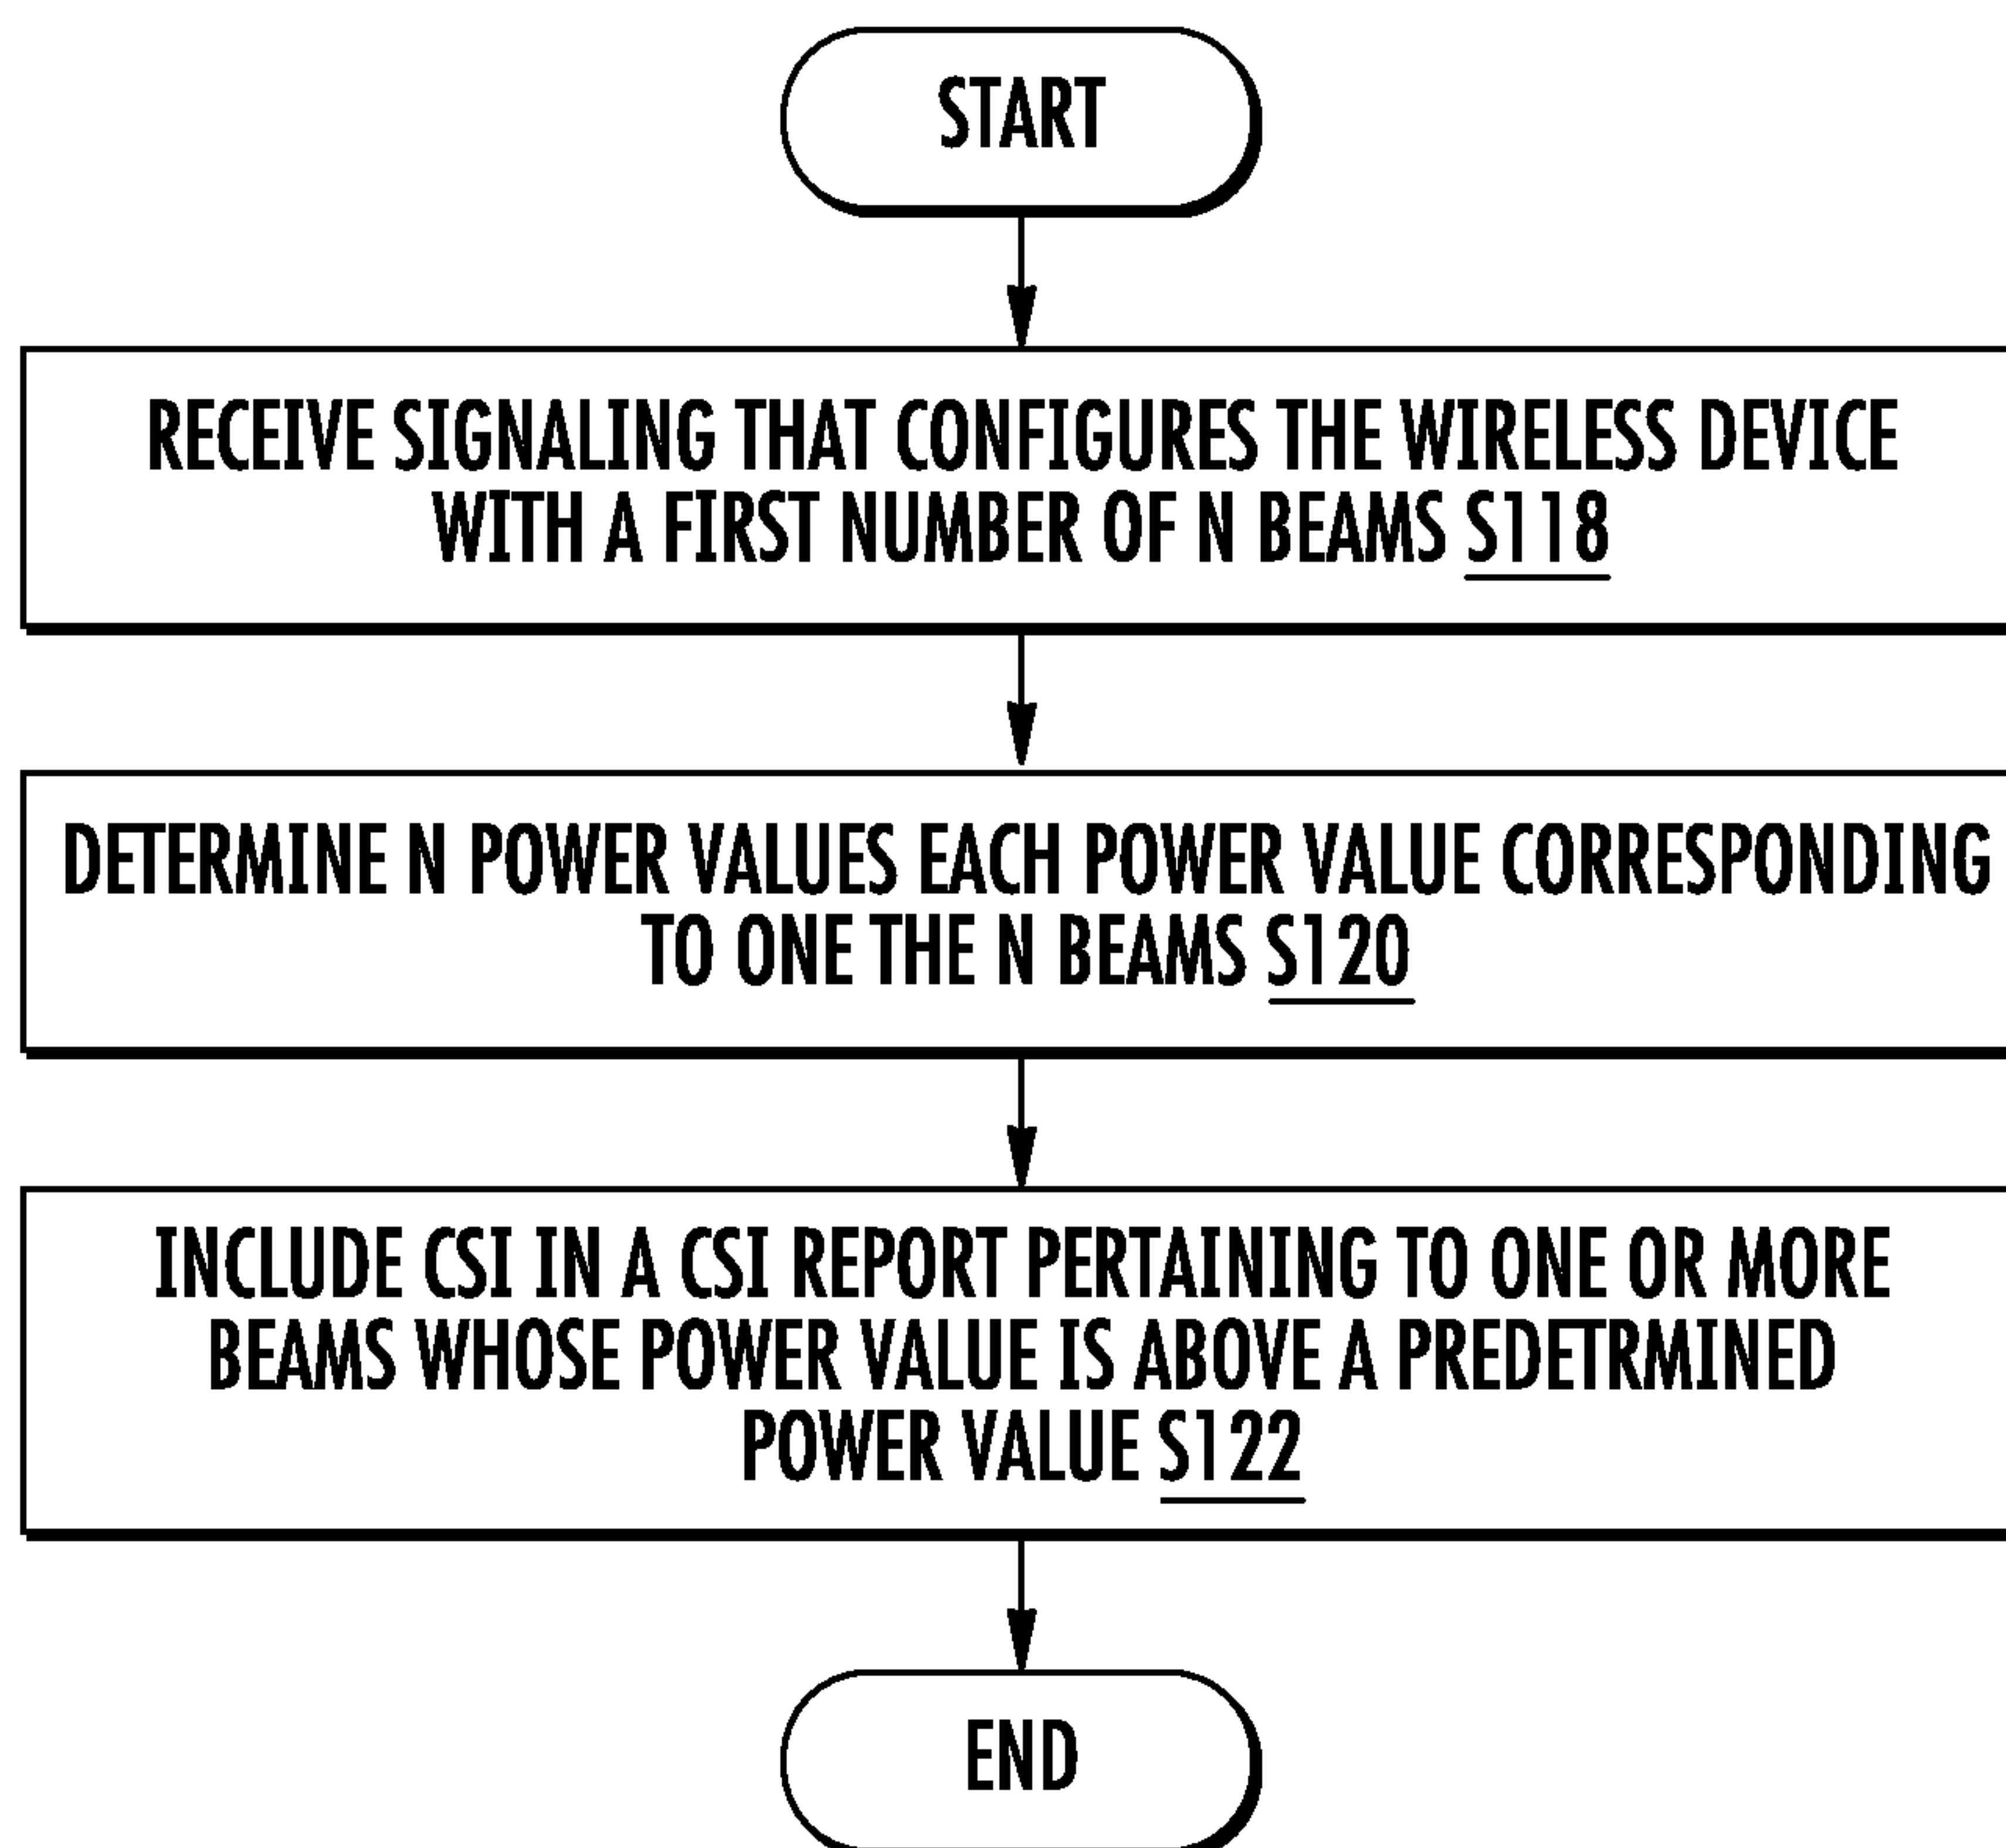 START
RECEIVE SIGNALING THAT CONFIGURES THE WIRELESS DEVICE
WITH A FIRST NUMBER OF N BEAMS S118
DETERMINE N POWER VALUES EACH POWER VALUE CORRESPONDING
TO ONE THE N BEAMS S120
INCLUDE CSI IN A CSI REPORT PERTAINING TO ONE OR MORE
BEAMS WHOSE POWER VALUE IS ABOVE A PREDETRMINED
POWER VALUE S122
END